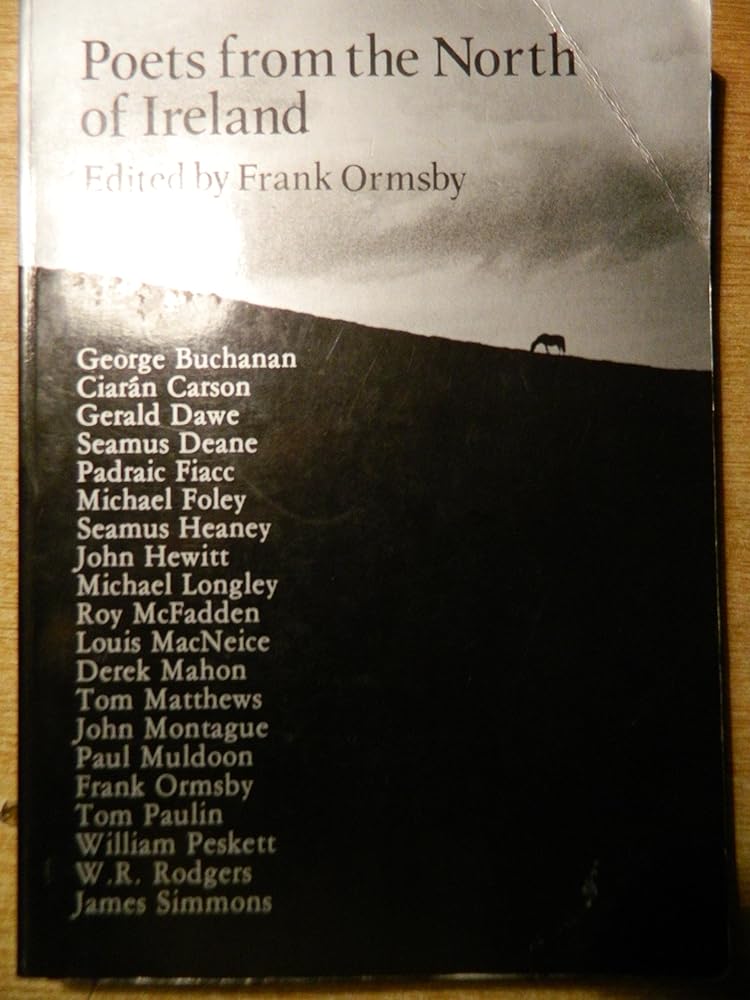 Poets from the North
of Ireland
Edited by Frank Ormsby
George Buchanan
Ciarán Carson
Gerald Dawe
Seamus Deane
Padraic Fiacc
Michael Foley
Seamus Heaney
John Hewitt
Michael Longley
Roy McFadden
Louis MacNeice
Derek Mahon
Tom Matthews
John Montague
Paul Muldoon
Frank Ormsby
Tom Paulin
William Peskett
W.R. Rodgers
James Simmons